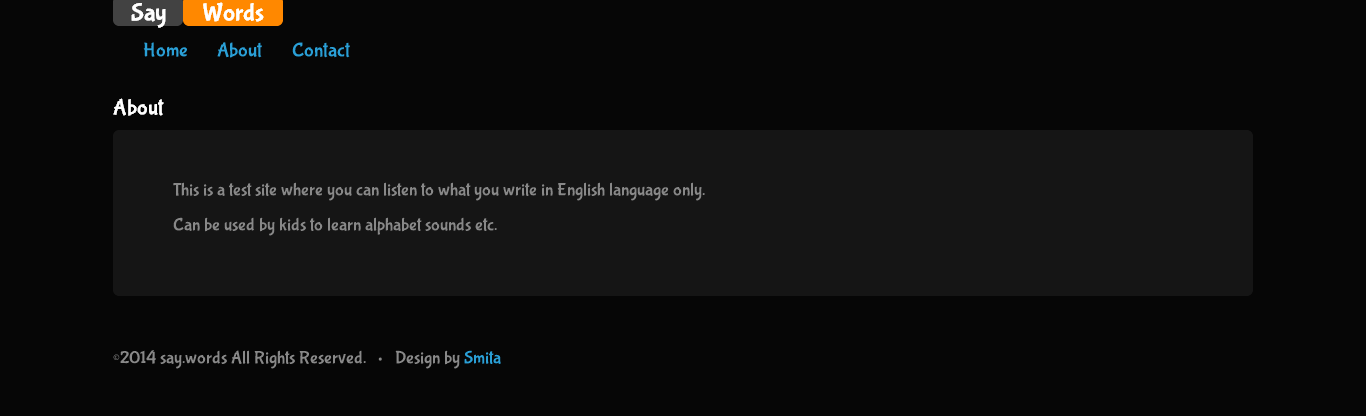 Say Words
Home About Contact
About
This is a test site where you can listen to what you write in English language only.
Can be used by kids to learn alphabet sounds etc.
©2014 say.words All Rights Reserved. • Design by Smita